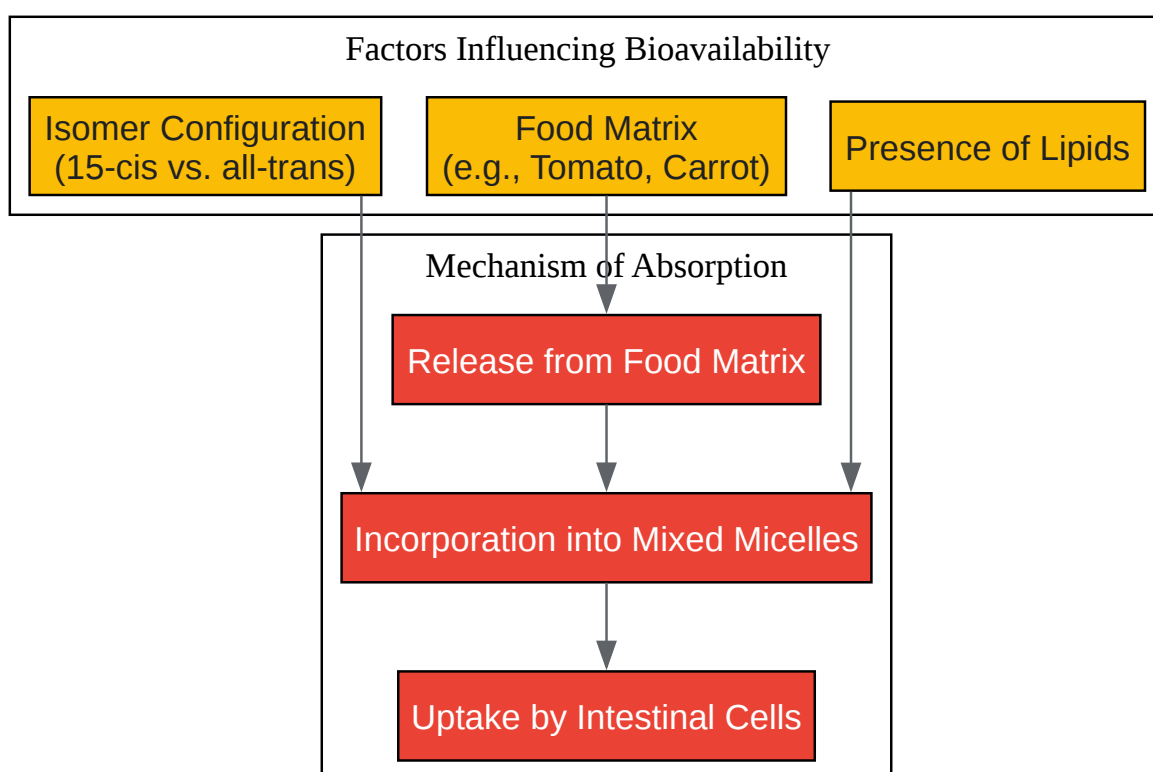 Factors Influencing Bioavailability
Isomer Configuration
(15-cis vs. all-trans)
Food Matrix
(e.g., Tomato, Carrot)
Presence of Lipids
Mechanism of Absorption
Release from Food Matrix
Incorporation into Mixed Micelles
Uptake by Intestinal Cells